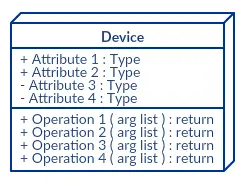 Device
+ Attribute 1 : Type
+ Attribute 2 : Type
- Attribute 3 : Type
- Attribute 4 : Type
+ Operation 1 ( arg list ) : return
+ Operation 2 ( arg list ) : return
+ Operation 3 ( arg list ) : return
+ Operation 4 ( arg list ) : return